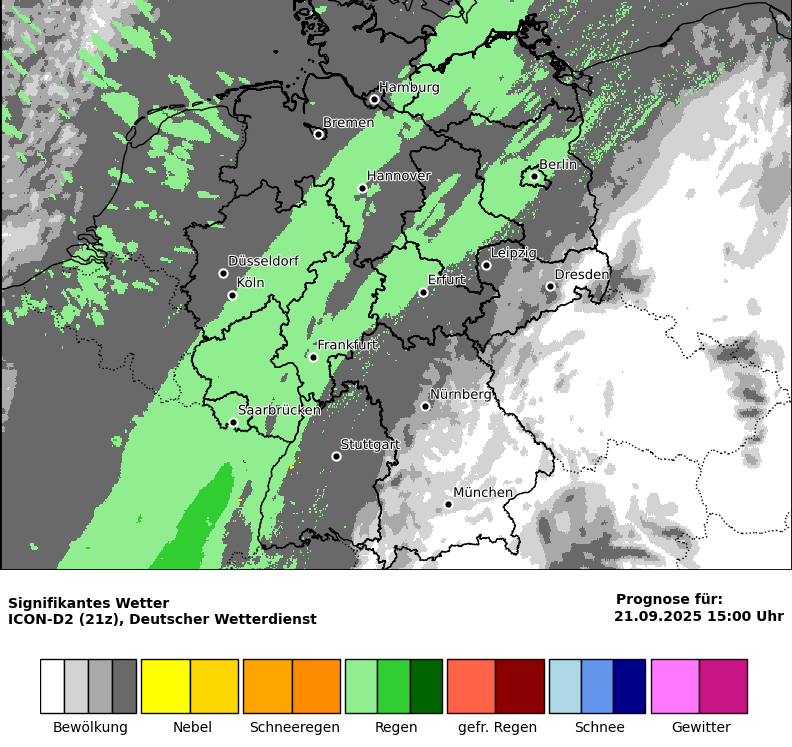 Hamburg
Bremen
Berlin
Hannover
Leipzig
Düsseldorf
Dresden
Köln
Erfurt
Frankfurt
Nürnberg
Saarbrücken
Stuttgart
München
Signifikantes Wetter
ICON-D2 (21z), Deutscher Wetterdienst
Prognose für:
21.09.2025 15:00 Uhr
Bewölkung
Nebel
Schneeregen
Regen
gefr. Regen
Schnee
Gewitter